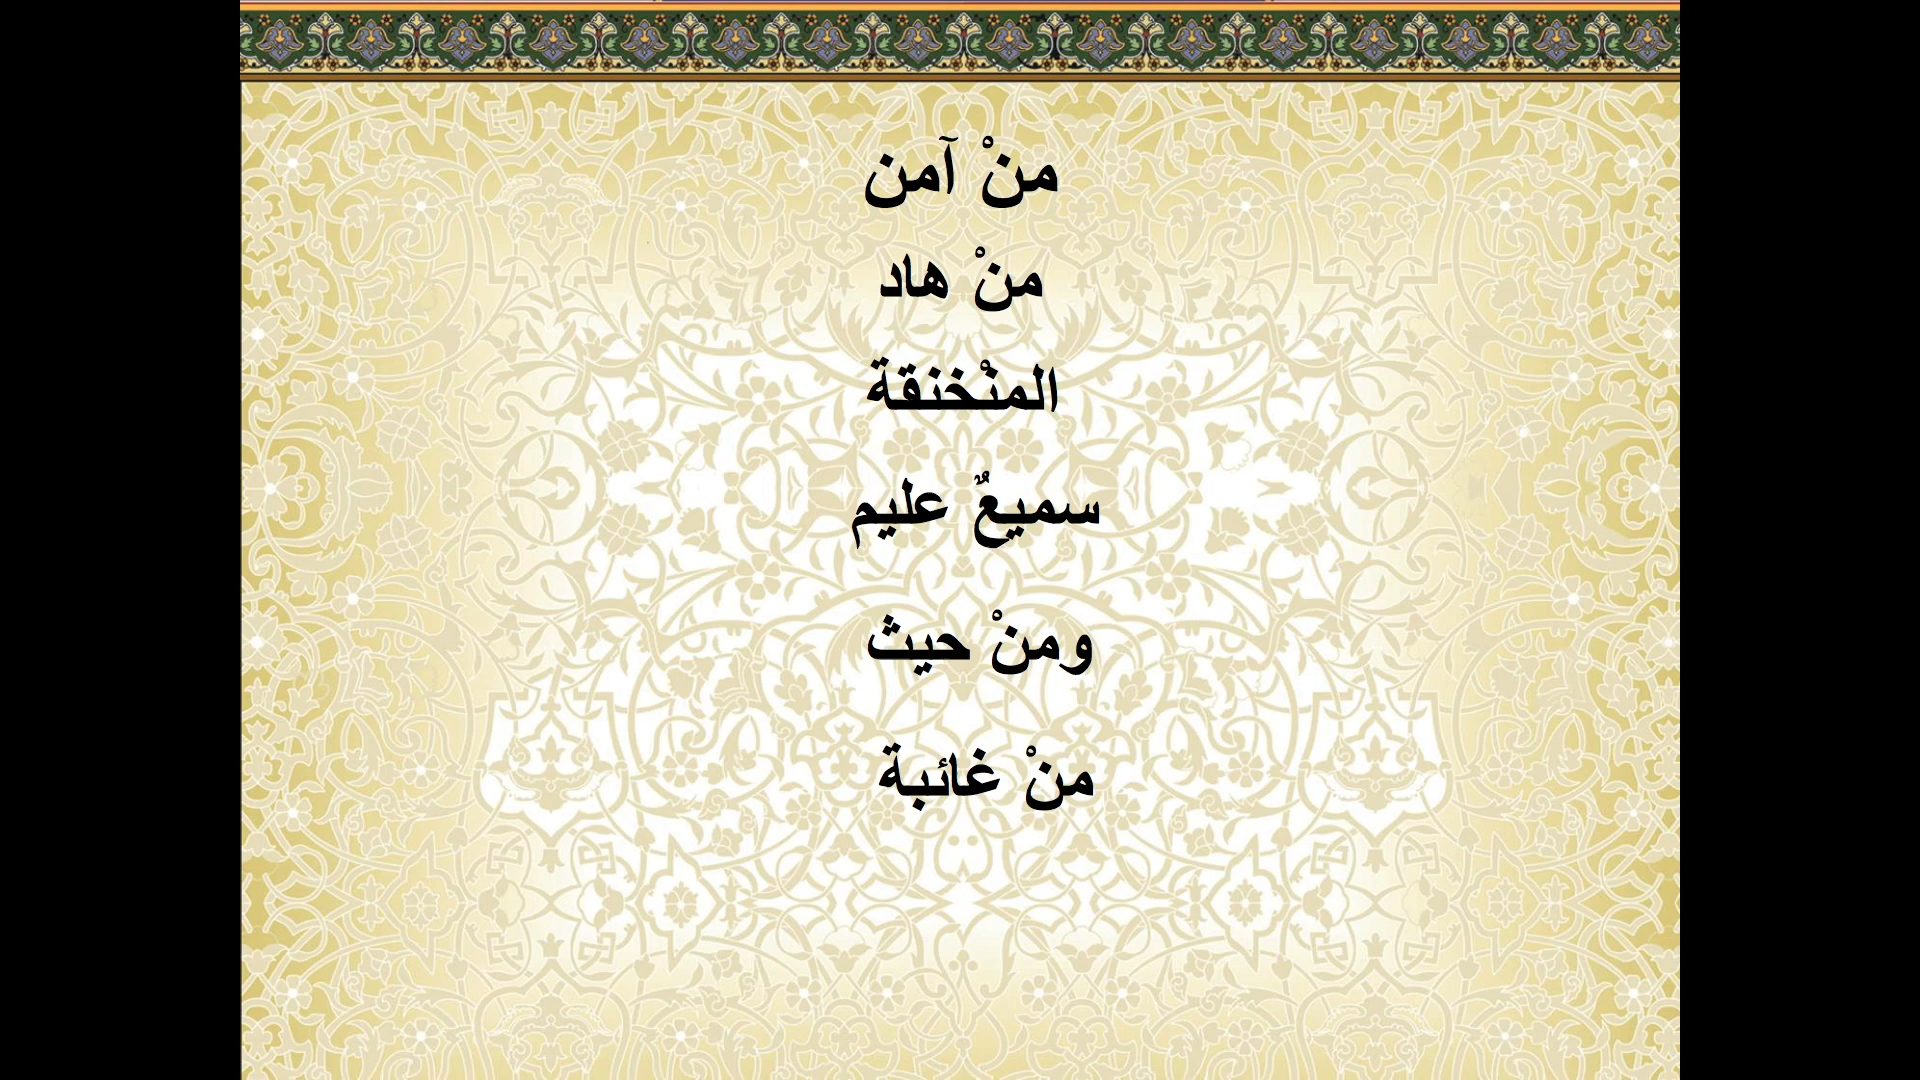 منْ آمن
منْ هاد
المنْخنقة
سميعٌ عليم
ومنْ حيث
منْ غائبة